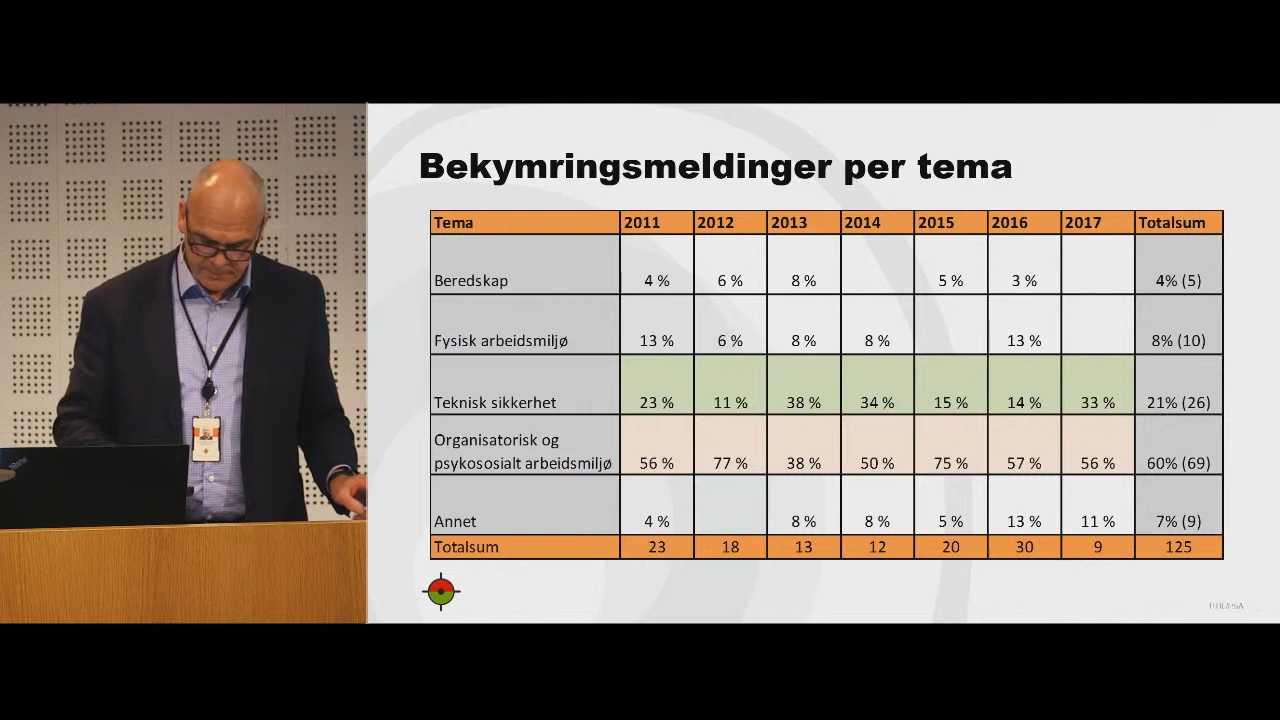 Bekymringsmeldinger per tema
Tema 2011 2012 2013 2014 2015 2016 2017 Totalsum
Beredskap 4 % 6 % 8 % 5 % 3 % 4% (5)
Fysisk arbeidsmiljø 13 % 6 % 8 % 8 % 13 % 8% (10)
Teknisk sikkerhet 23 % 11 % 38 % 34 % 15 % 14 % 33 % 21% (26)
Organisatorisk og
psykososialt arbeidsmiljø 56 % 77 % 38 % 50 % 75 % 57 % 56 % 60% (69)
Annet 4 % 8 % 8 % 5 % 13 % 11 % 7% (9)
Totalsum 23 18 13 12 20 30 9 125